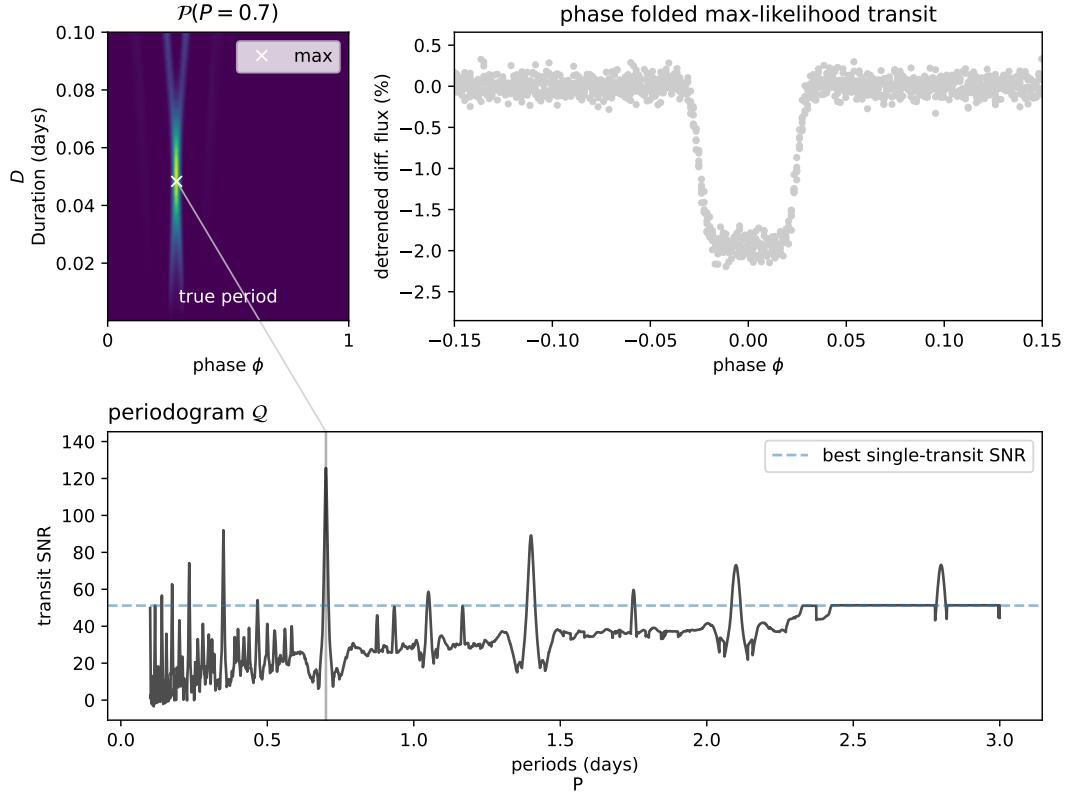 𝒫(P = 0.7)
0.10
0.08
0.06
0.04
0.02
D
Duration (days)
max
true period
0
1
phase ϕ
phase folded max-likelihood transit
0.5
0.0
−0.5
−1.0
−1.5
−2.0
−2.5
detrended diff. flux (%)
−0.15
−0.10
−0.05
0.00
0.05
0.10
0.15
phase ϕ
periodogram 𝒬
140
120
100
80
60
40
20
0
transit SNR
best single-transit SNR
0.0
0.5
1.0
1.5
2.0
2.5
3.0
periods (days)
P